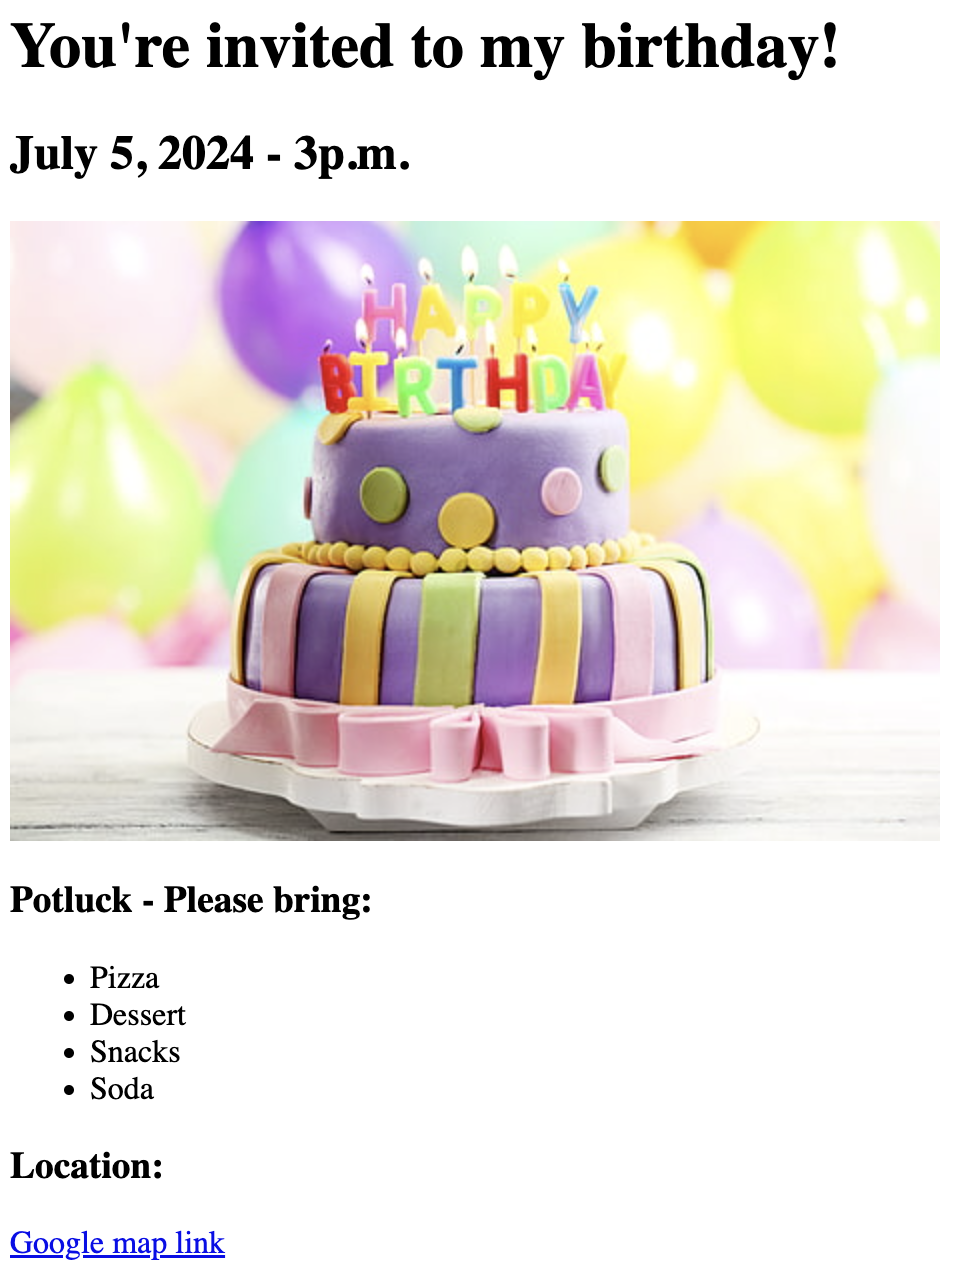 You're invited to my birthday!
July 5, 2024 - 3p.m.
HAPPY
BIRTHDAY
Potluck - Please bring:
Pizza
Dessert
Snacks
Soda
Location:
Google map link